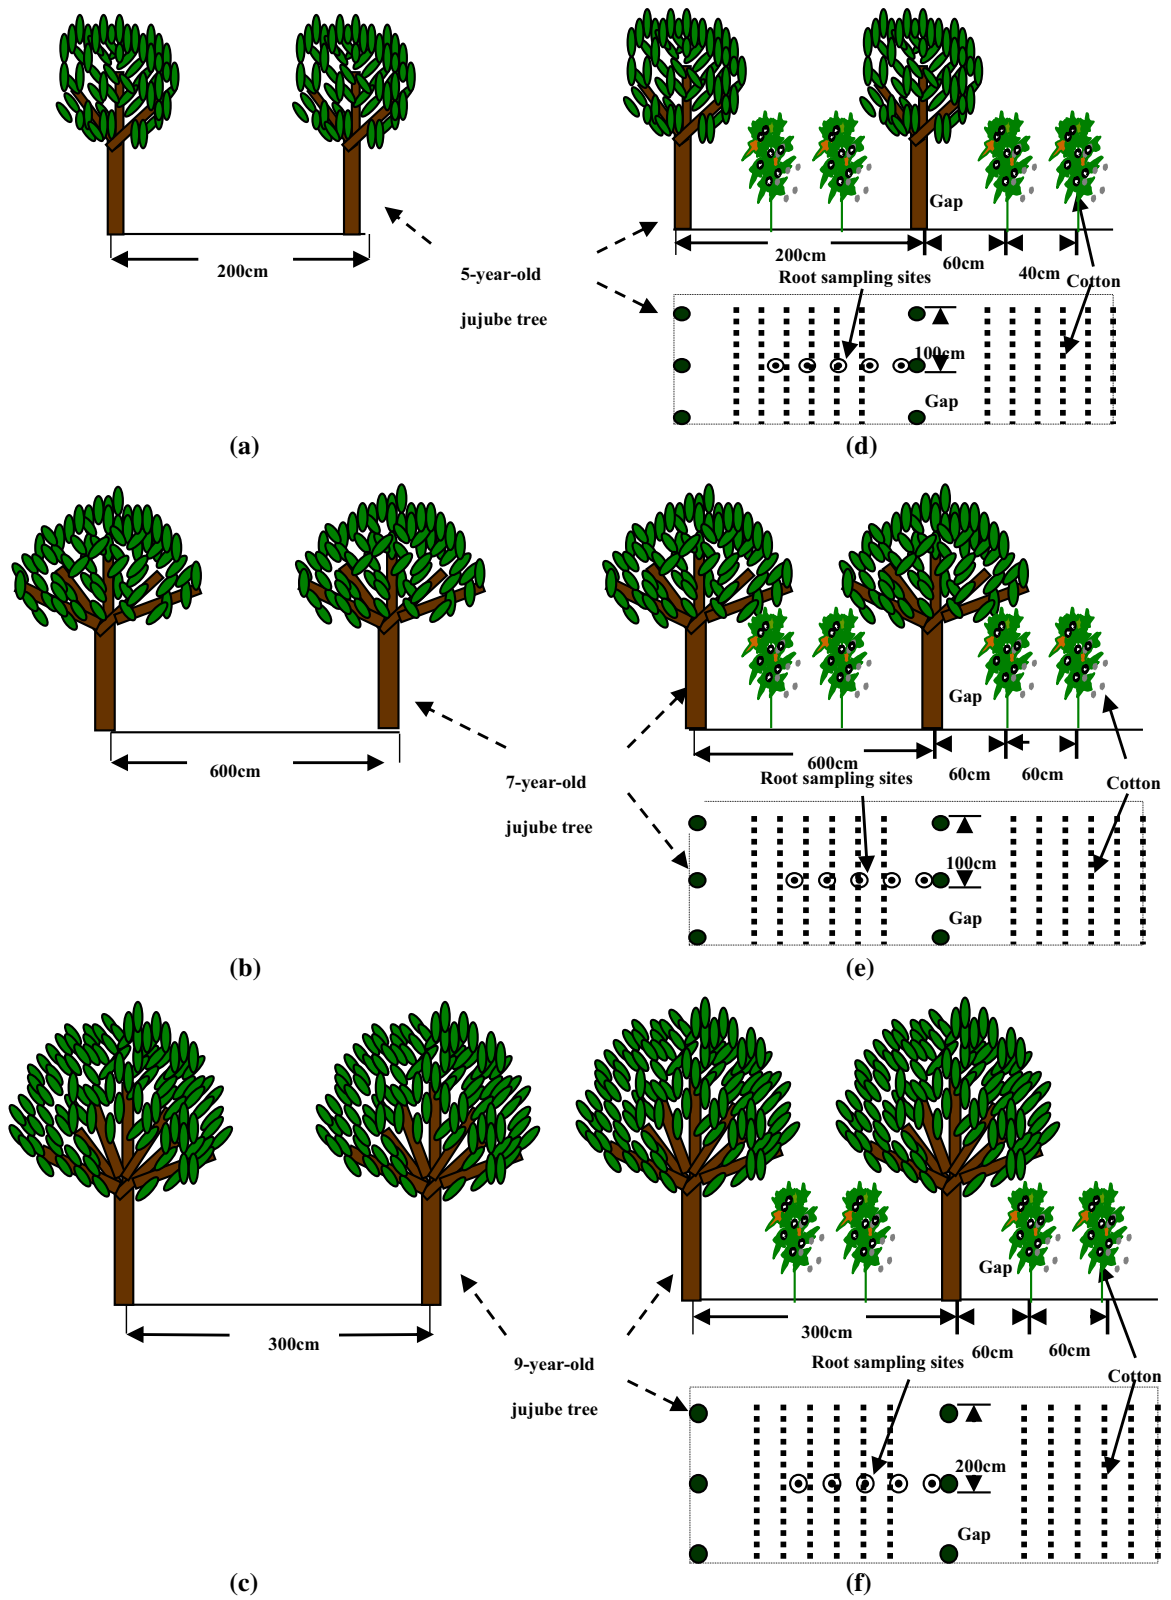 200cm
5-year-old
jujube tree
Gap
200cm
60cm
40cm
Root sampling sites
Cotton
100cm
Gap
(a)
(d)
600cm
7-year-old
jujube tree
Gap
600cm
60cm
60cm
Root sampling sites
Cotton
100cm
Gap
(b)
(e)
300cm
9-year-old
jujube tree
Gap
300cm
60cm
60cm
Root sampling sites
Cotton
200cm
Gap
(c)
(f)